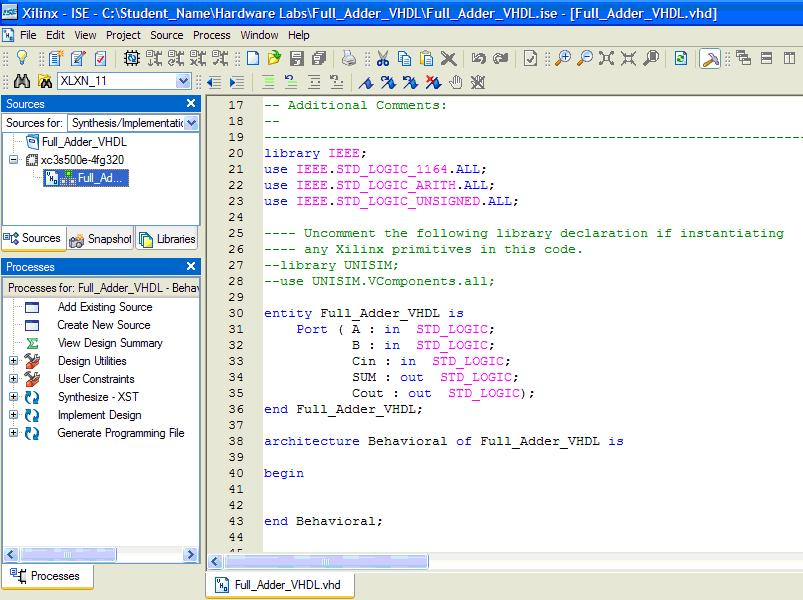 Xilinx - ISE - C:\Student_Name\Hardware Labs\Full_Adder_VHDL\Full_Adder_VHDL.ise - [Full_Adder_VHDL.vhd]
File Edit View Project Source Process Window Help
XLXN_11
Sources
Sources for: Synthesis/Implementatic
Full_Adder_VHDL
xc3s500e-4fg320
Full_Ad...
Sources Snapshot Libraries
Processes
Processes for: Full_Adder_VHDL - Behav
Add Existing Source
Create New Source
View Design Summary
Design Utilities
User Constraints
Synthesize - XST
Implement Design
Generate Programming File
Processes
17 -- Additional Comments:
18 --
19 ----------------------------------------------------------------------------------
20 library IEEE;
21 use IEEE.STD_LOGIC_1164.ALL;
22 use IEEE.STD_LOGIC_ARITH.ALL;
23 use IEEE.STD_LOGIC_UNSIGNED.ALL;
24
25 ---- Uncomment the following library declaration if instantiating
26 ---- any Xilinx primitives in this code.
27 --library UNISIM;
28 --use UNISIM.VComponents.all;
29
30 entity Full_Adder_VHDL is
31 Port ( A : in STD_LOGIC;
32 B : in STD_LOGIC;
33 Cin : in STD_LOGIC;
34 SUM : out STD_LOGIC;
35 Cout : out STD_LOGIC);
36 end Full_Adder_VHDL;
37
38 architecture Behavioral of Full_Adder_VHDL is
39
40 begin
41
42
43 end Behavioral;
44
Full_Adder_VHDL.vhd